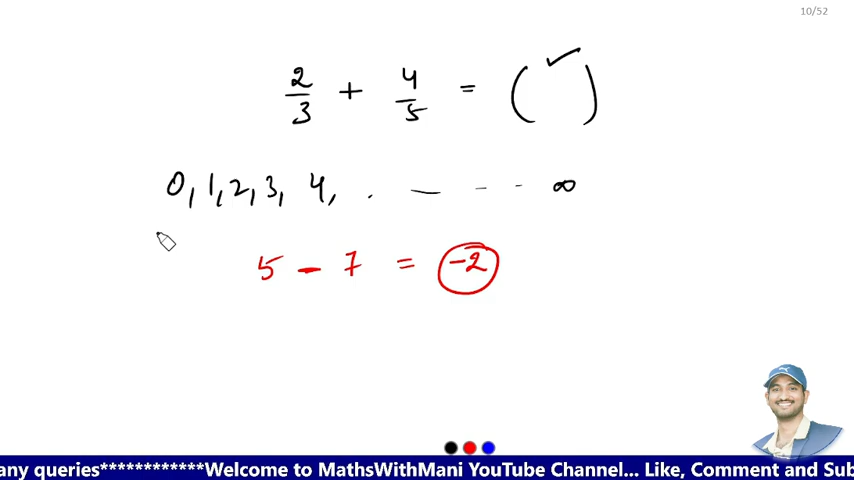 10/52
2/3 + 4/5 = ( ✓ )
0, 1, 2, 3, 4, . — - - - ∞
5 - 7 = -2
any queries************Welcome to MathsWithMani YouTube Channel... Like, Comment and Sub